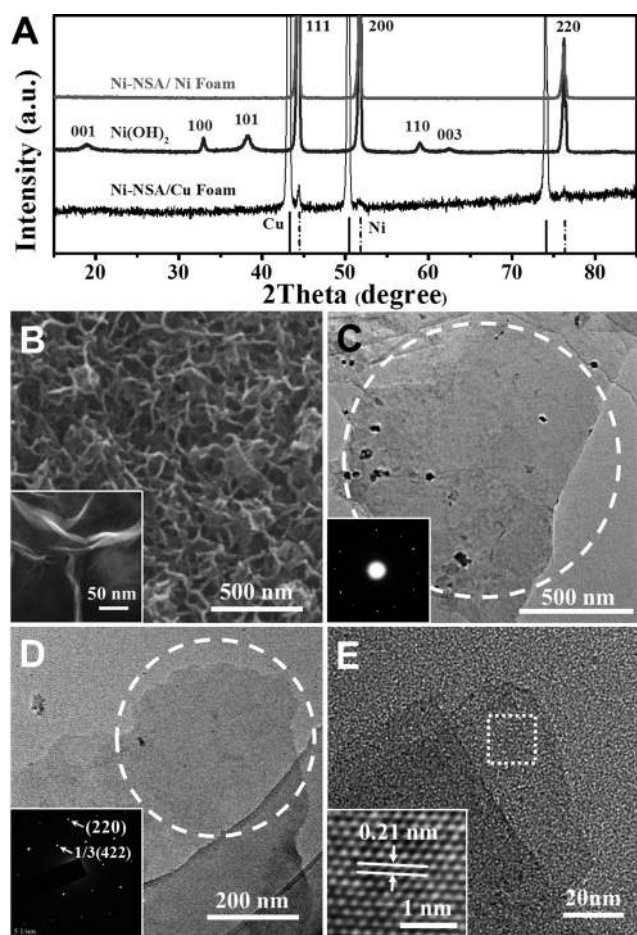 A
Intensity (a.u.)
111
200
220
Ni-NSA/ Ni Foam
001
100
101
Ni(OH)2
110
003
Ni-NSA/Cu Foam
Cu
Ni
20
30
40
50
60
70
80
2Theta (degree)
B
50 nm
500 nm
C
500 nm
D
(220)
1/3(422)
200 nm
E
0.21 nm
1 nm
20nm